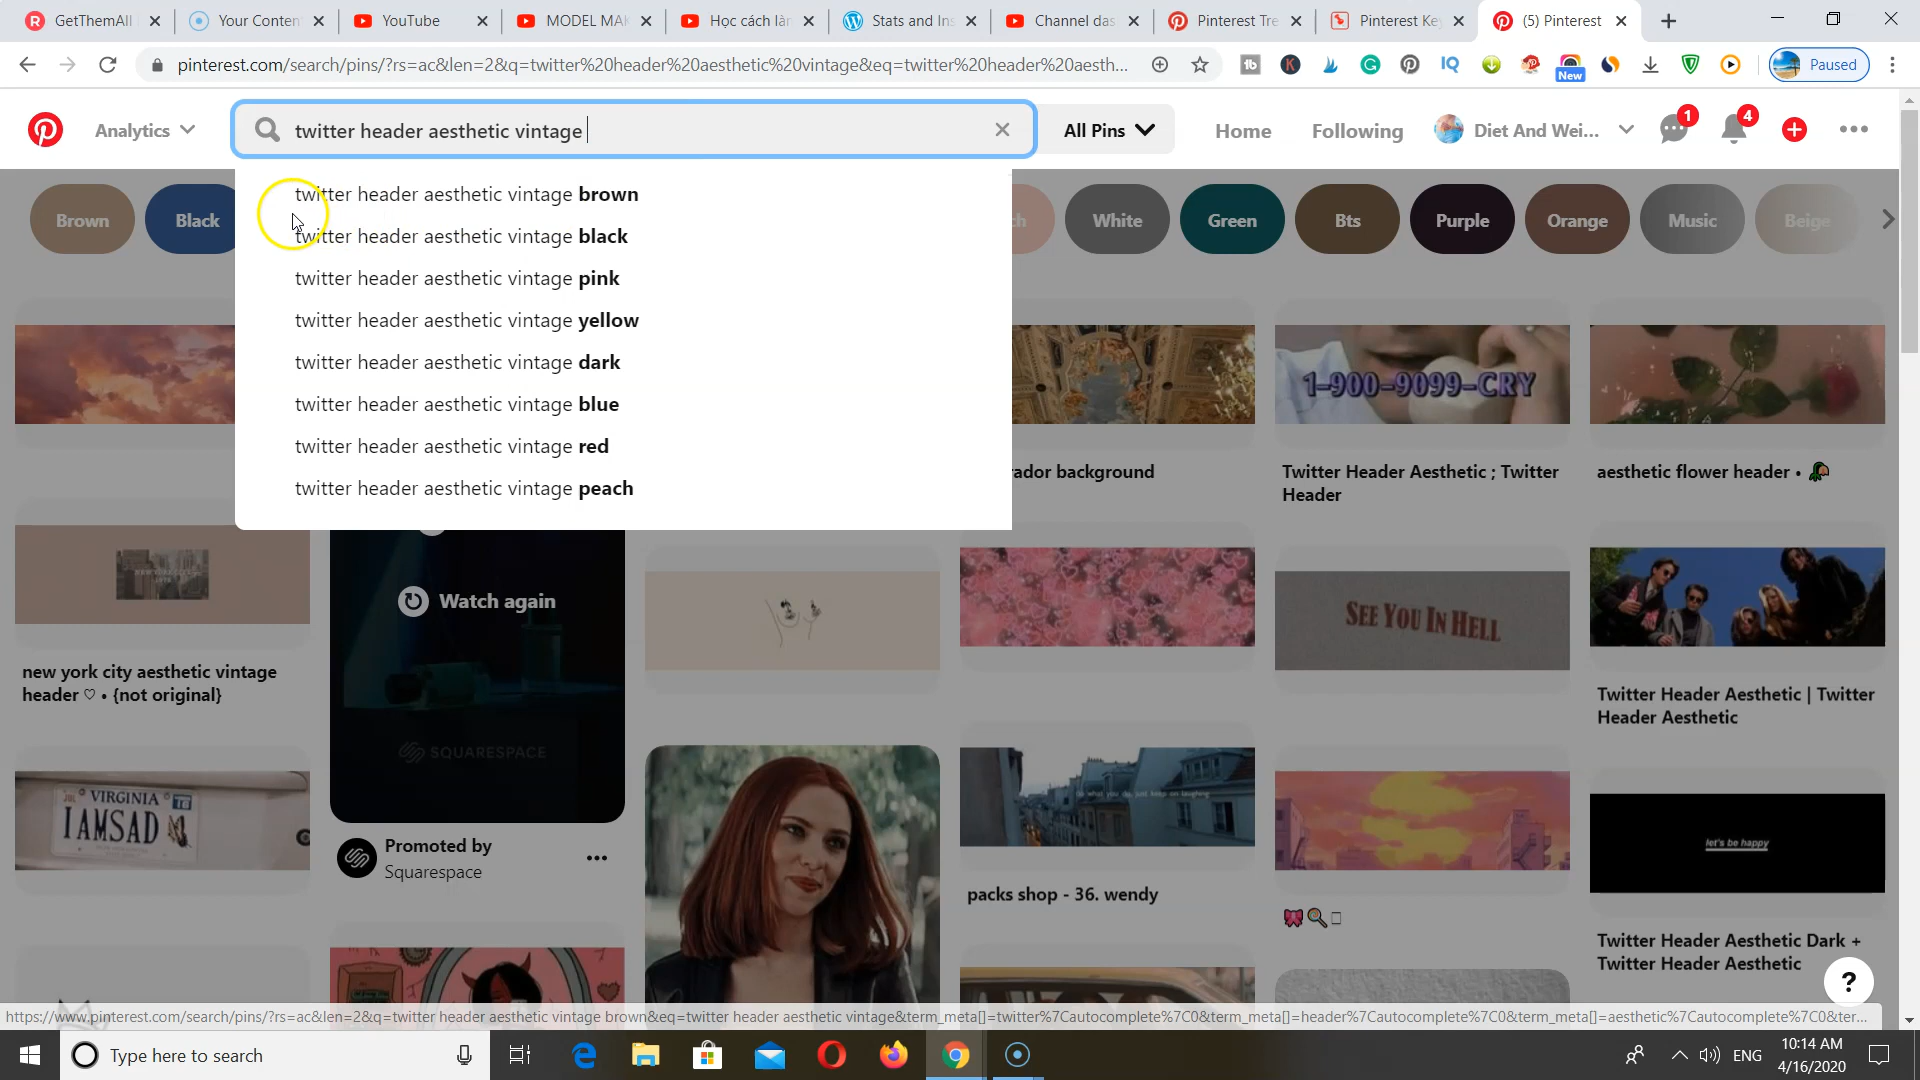 GetThemAll
Your Conten
YouTube
MODEL MA
Học cách làn
Stats and Ins
Channel das
Pinterest Tre
Pinterest Key
(5) Pinterest
pinterest.com/search/pins/?rs=ac&len=2&q=twitter%20header%20aesthetic%20vintage&eq=twitter%20header%20aesth...
New
Paused
Analytics
twitter header aesthetic vintage
All Pins
Home
Following
Diet And Wei...
1
4
twitter header aesthetic vintage brown
twitter header aesthetic vintage black
twitter header aesthetic vintage pink
twitter header aesthetic vintage yellow
twitter header aesthetic vintage dark
twitter header aesthetic vintage blue
twitter header aesthetic vintage red
twitter header aesthetic vintage peach
Brown
Black
White
Green
Bts
Purple
Orange
Music
Beige
1-900-9099-CRY
ador background
Twitter Header Aesthetic ; Twitter
Header
aesthetic flower header •
new york city aesthetic vintage
header ♡ • {not original}
Watch again
SQUARESPACE
Promoted by
Squarespace
SEE YOU IN HELL
Twitter Header Aesthetic | Twitter
Header Aesthetic
VIRGINIA
IAMSAD
packs shop - 36. wendy
let's be happy
Twitter Header Aesthetic Dark +
Twitter Header Aesthetic
?
https://www.pinterest.com/search/pins/?rs=ac&len=2&q=twitter header aesthetic vintage brown&eq=twitter header aesthetic vintage&term_meta[]=twitter%7Cautocomplete%7C0&term_meta[]=header%7Cautocomplete%7C0&term_meta[]=aesthetic%7Cautocomplete%7C0&ter...
Type here to search
ENG
10:14 AM
4/16/2020